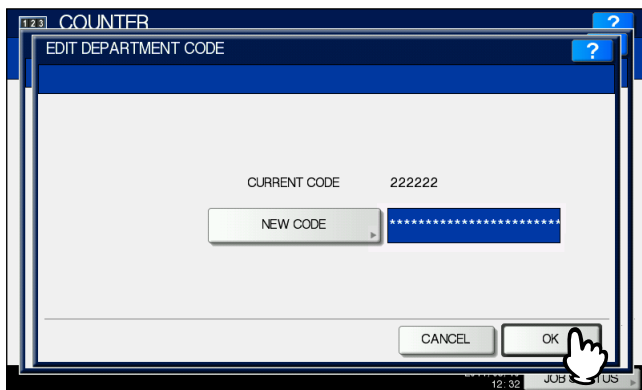 123 COUNTER ?
EDIT DEPARTMENT CODE ?
CURRENT CODE 222222
NEW CODE ************************
CANCEL OK
12:32 JOB STATUS